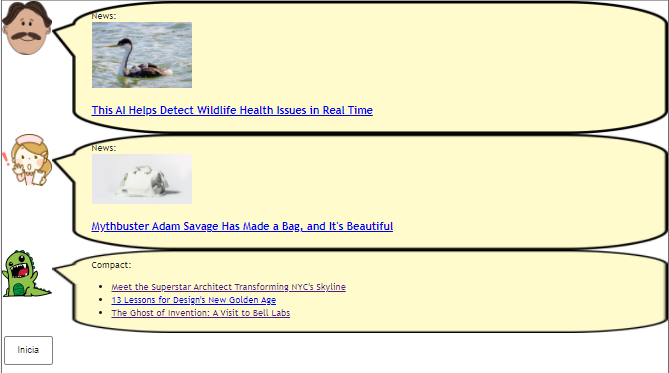 News:
This AI Helps Detect Wildlife Health Issues in Real Time
News:
Mythbuster Adam Savage Has Made a Bag, and It's Beautiful
Compact:
Meet the Superstar Architect Transforming NYC's Skyline
13 Lessons for Design's New Golden Age
The Ghost of Invention: A Visit to Bell Labs
Inicia